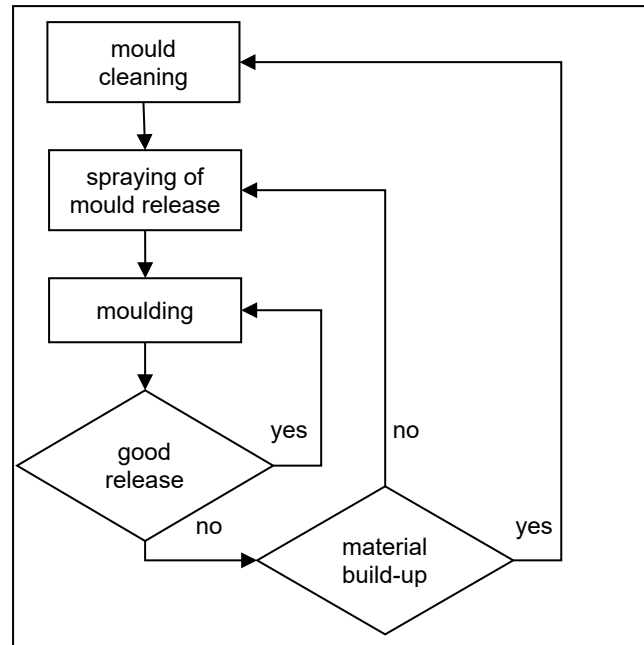 mould
cleaning
spraying of
mould release
moulding
good
release
yes
no
material
build-up
no
yes